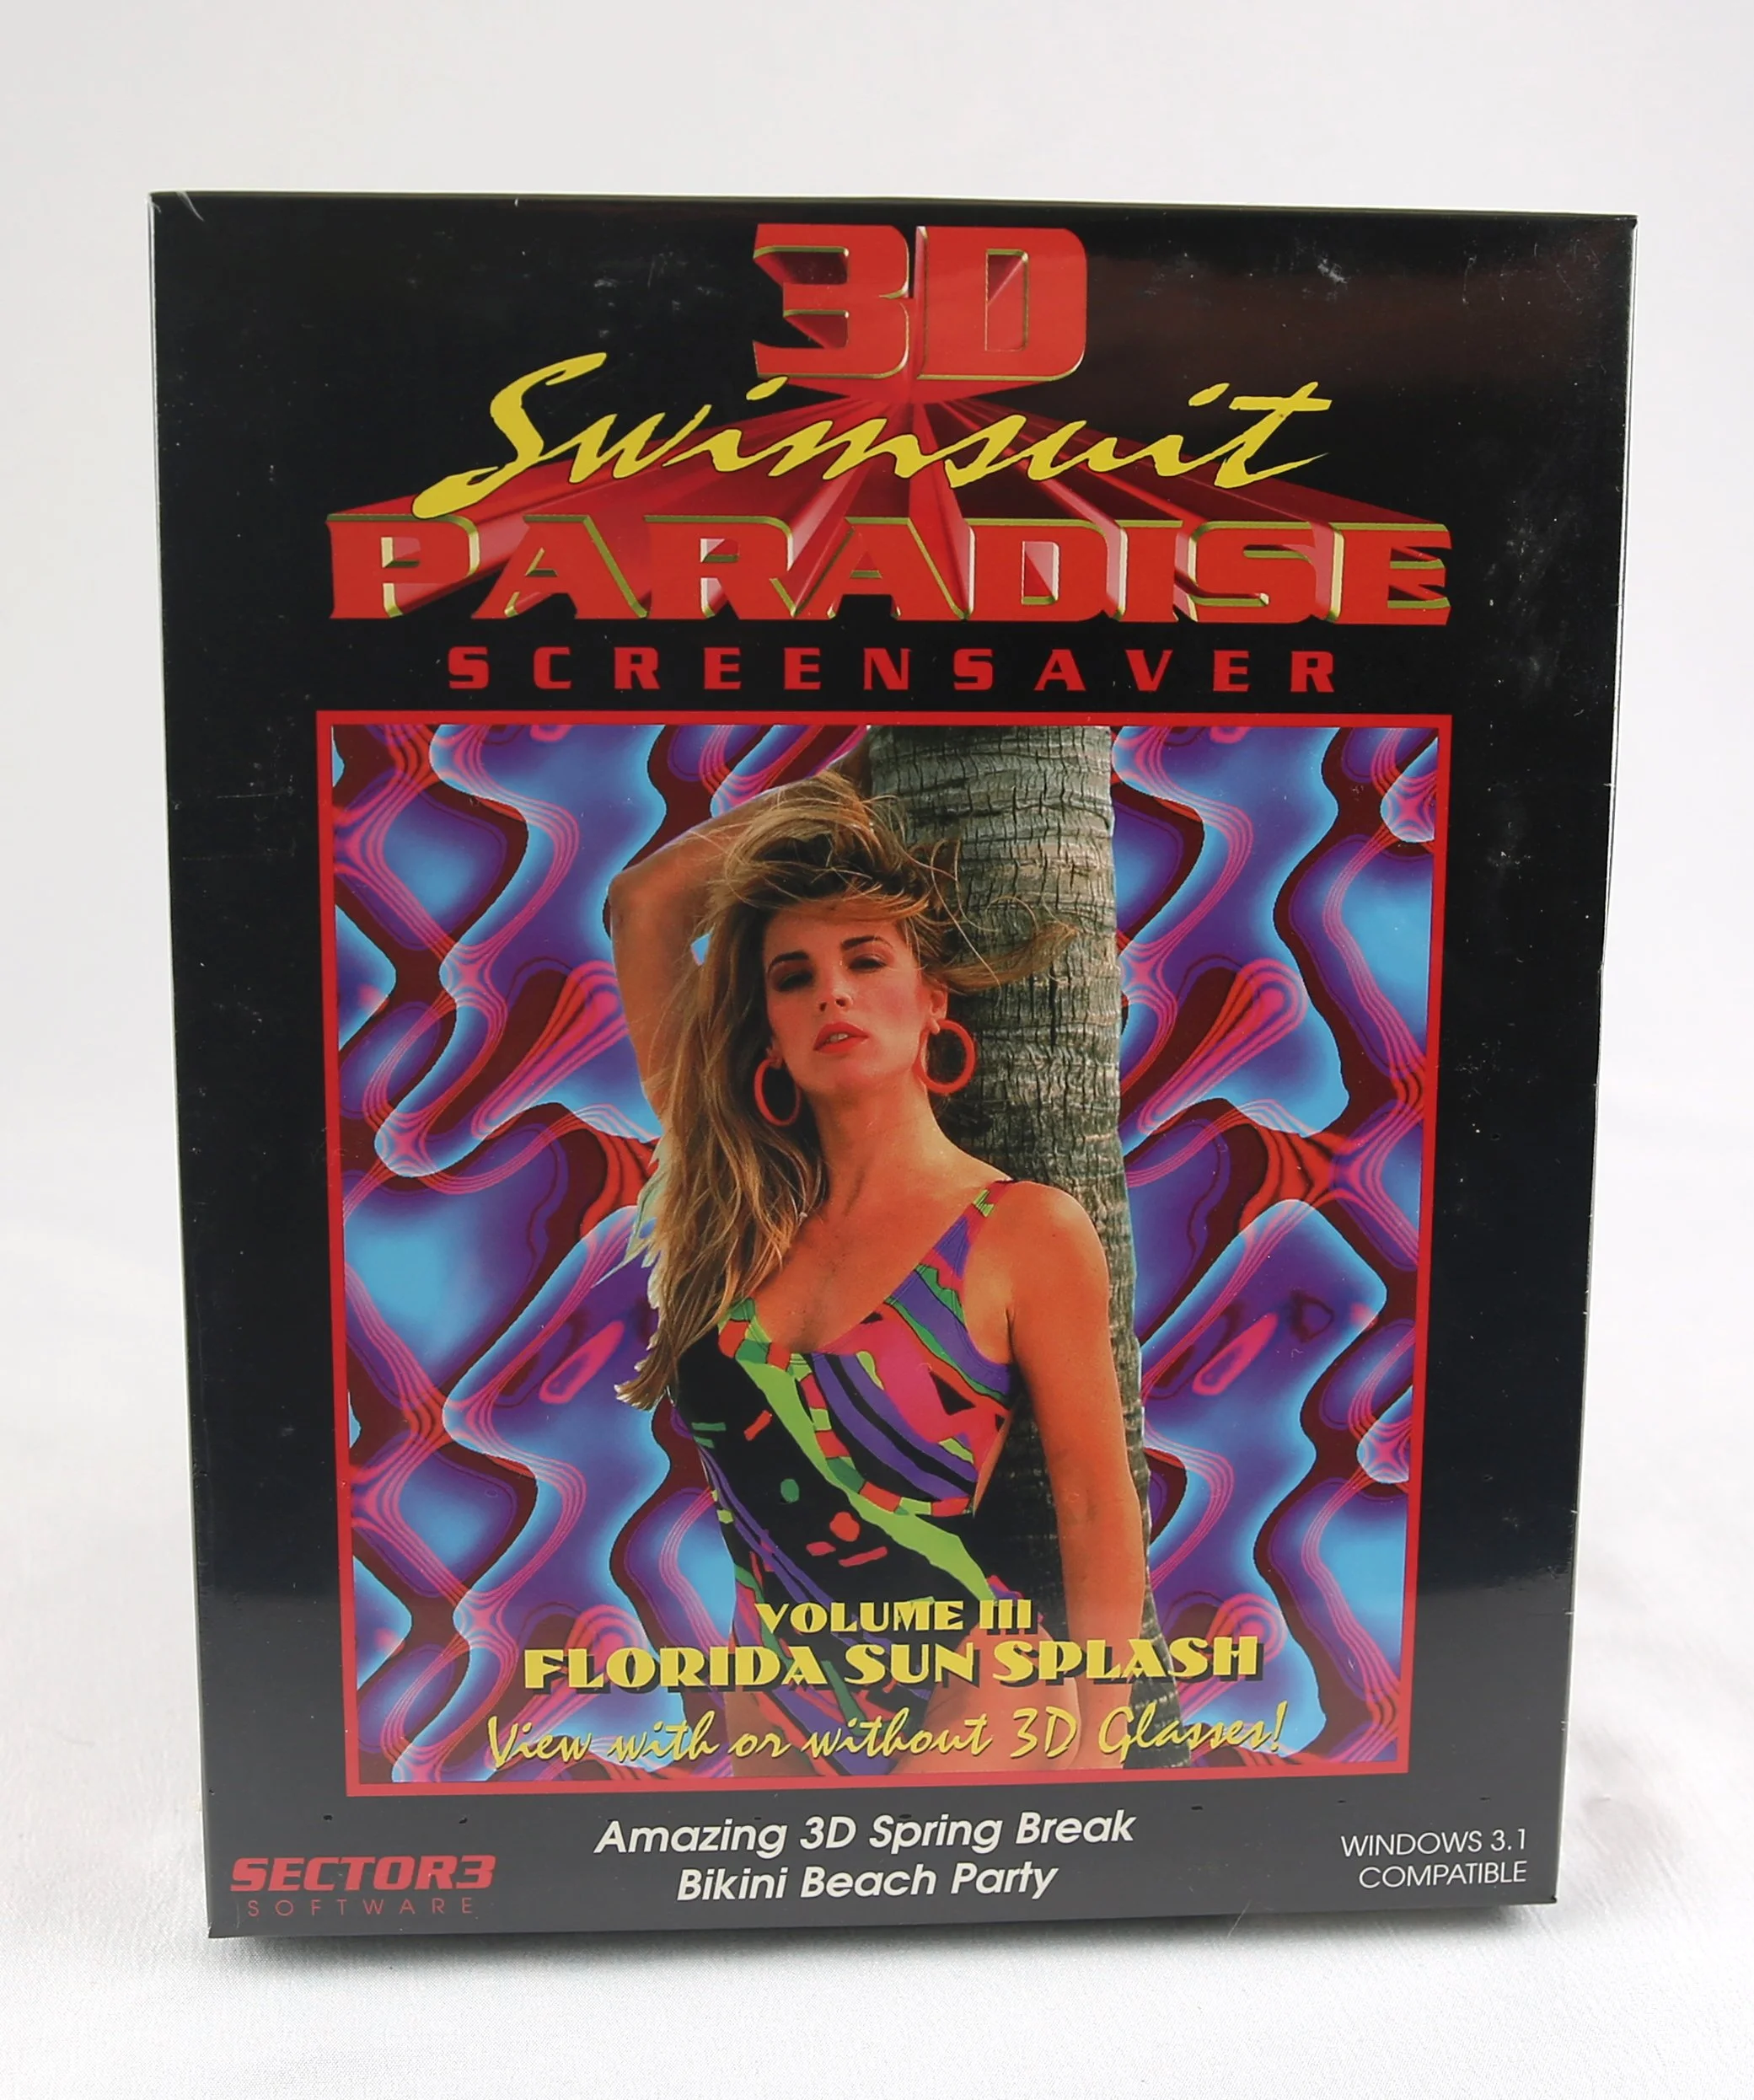 3D
Swimsuit
PARADISE
SCREENSAVER
VOLUME III
FLORIDA SUN SPLASH
View with or without 3D Glasses!
Amazing 3D Spring Break
Bikini Beach Party
SECTOR3
SOFTWARE
WINDOWS 3.1
COMPATIBLE